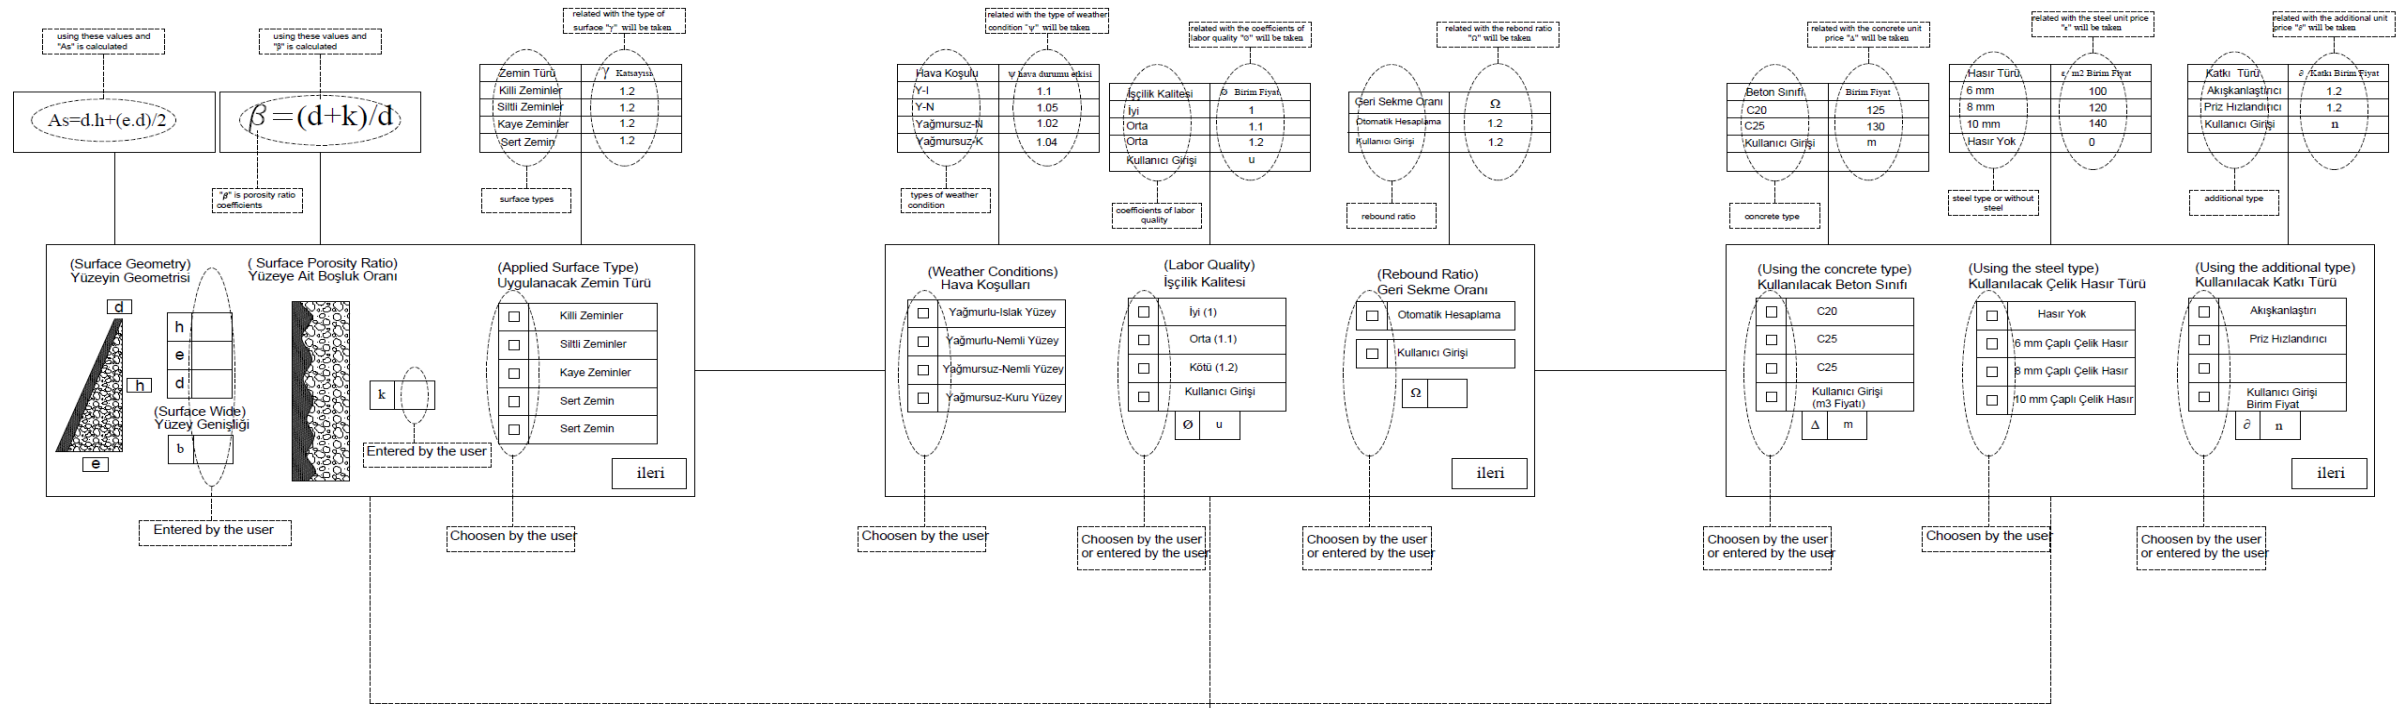 using these values and
"As" is calculated
As=d.h+(e.d)/2
using these values and
"β" is calculated
β=(d+k)/d
"β" is porosity ratio
coefficients
related with the type of
surface "γ" will be taken
Zemin Türü γ Katsayısı
Killi Zeminler 1.2
Siltli Zeminler 1.2
Kaye Zeminler 1.2
Sert Zemin 1.2
surface types
related with the type of weather
condition "ψ" will be taken
Hava Koşulu ψ hava durumu etkisi
Y-I 1.1
Y-N 1.05
Yağmursuz-N 1.02
Yağmursuz-K 1.04
types of weather
condition
related with the coefficients of
labor quality "Ø" will be taken
İşçilik Kalitesi Ø Birim Fiyat
İyi 1
Orta 1.1
Orta 1.2
Kullanıcı Girişi u
coefficients of labor
quality
related with the rebond ratio
"Ω" will be taken
Geri Sekme Oranı Ω
Otomatik Hesaplama 1.2
Kullanıcı Girişi 1.2
rebound ratio
related with the concrete unit
price "Δ" will be taken
Beton Sınıfı Birim Fiyat
C20 125
C25 130
Kullanıcı Girişi m
concrete type
related with the steel unit price
"ε" will be taken
Hasır Türü ε m2 Birim Fiyat
6 mm 100
8 mm 120
10 mm 140
Hasır Yok 0
steel type or without
steel
related with the additional unit
price "∂" will be taken
Katkı Türü ∂ Katkı Birim Fiyat
Akışkanlaştırıcı 1.2
Priz Hızlandırıcı 1.2
Kullanıcı Girişi n
additional type
(Surface Geometry)
Yüzeyin Geometrisi
d
h
e
h
e
d
(Surface Wide)
Yüzey Genişliği
b
Entered by the user
( Surface Porosity Ratio)
Yüzeye Ait Boşluk Oranı
k
Entered by the user
(Applied Surface Type)
Uygulanacak Zemin Türü
Killi Zeminler
Siltli Zeminler
Kaye Zeminler
Sert Zemin
Sert Zemin
ileri
Choosen by the user
(Weather Conditions)
Hava Koşulları
Yağmurlu-Islak Yüzey
Yağmurlu-Nemli Yüzey
Yağmursuz-Nemli Yüzey
Yağmursuz-Kuru Yüzey
Choosen by the user
(Labor Quality)
İşçilik Kalitesi
İyi (1)
Orta (1.1)
Kötü (1.2)
Kullanıcı Girişi
Ø u
Choosen by the user
or entered by the user
(Rebound Ratio)
Geri Sekme Oranı
Otomatik Hesaplama
Kullanıcı Girişi
Ω
ileri
Choosen by the user
or entered by the user
(Using the concrete type)
Kullanılacak Beton Sınıfı
C20
C25
C25
Kullanıcı Girişi
(m3 Fiyatı)
Δ m
Choosen by the user
or entered by the user
(Using the steel type)
Kullanılacak Çelik Hasır Türü
Hasır Yok
6 mm Çaplı Çelik Hasır
8 mm Çaplı Çelik Hasır
10 mm Çaplı Çelik Hasır
Choosen by the user
(Using the additional type)
Kullanılacak Katkı Türü
Akışkanlaştırı
Priz Hızlandırıcı
Kullanıcı Girişi
Birim Fiyat
∂ n
ileri
Choosen by the user
or entered by the user